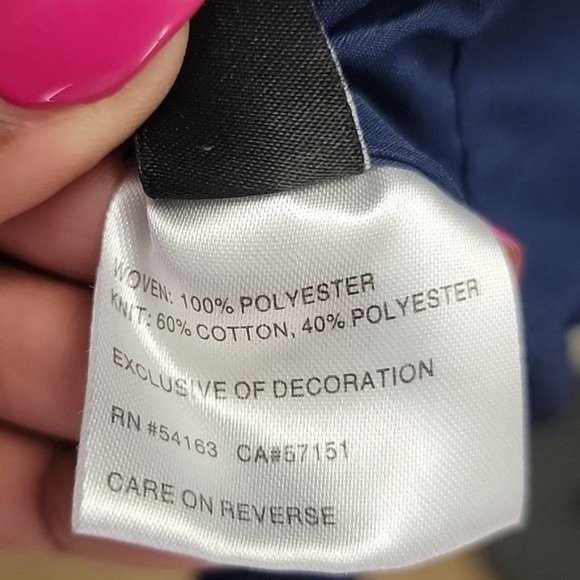 WOVEN: 100% POLYESTER
KNIT: 60% COTTON, 40% POLYESTER
EXCLUSIVE OF DECORATION
RN #54163 CA#57151
CARE ON REVERSE